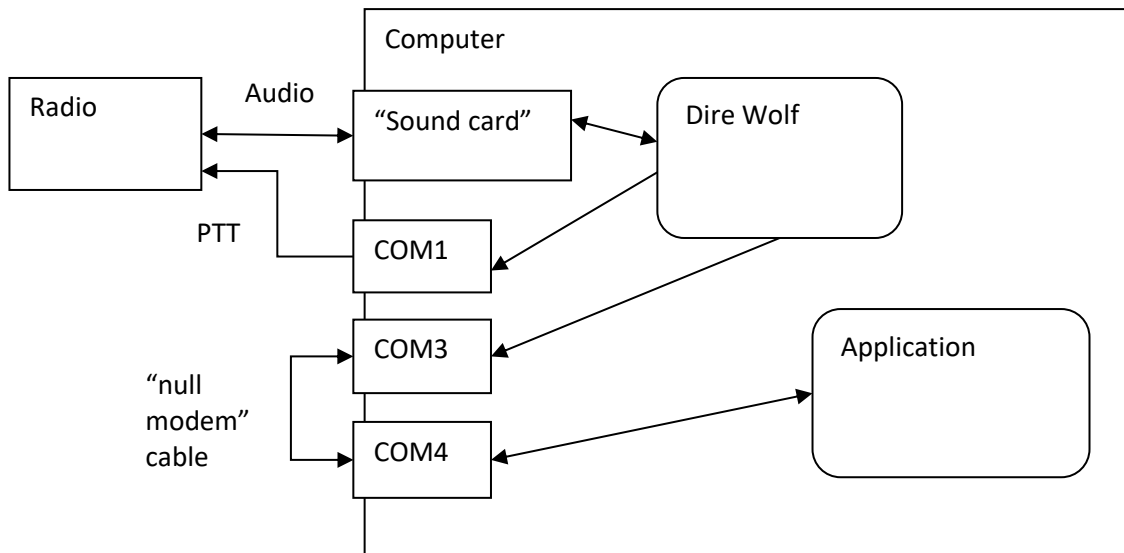 Computer
Radio
Audio
“Sound card”
Dire Wolf
PTT
COM1
COM3
Application
“null
modem”
cable
COM4